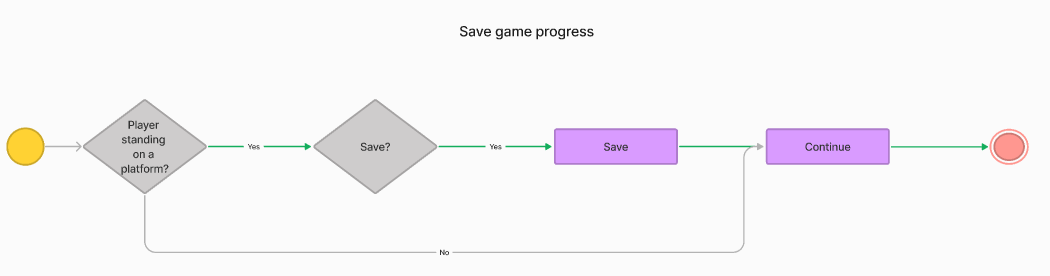 Save game progress
Player
standing
on a
platform?
Yes
Save?
Yes
Save
Continue
No